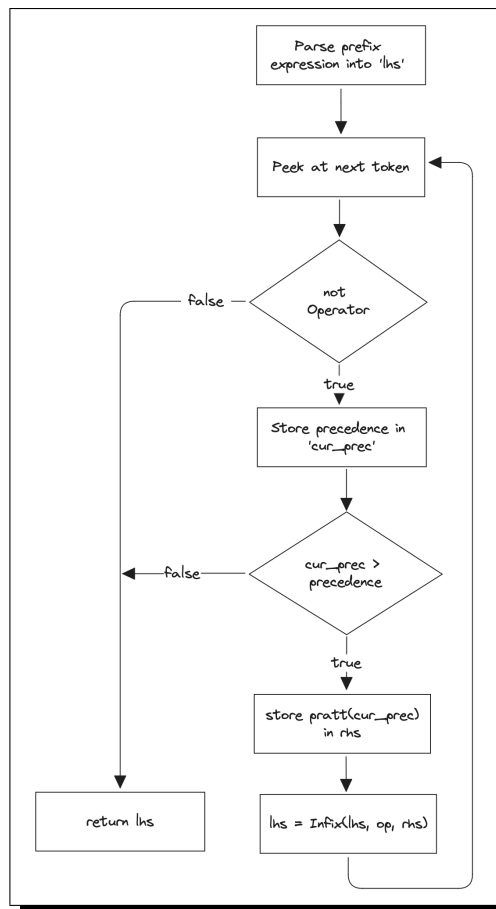 Parse prefix
expression into 'lhs'
Peek at next token
not
Operator
false
true
Store precedence in
'cur_prec'
cur_prec >
precedence
false
true
store pratt(cur_prec)
in rhs
return lhs
lhs = Infix(lhs, op, rhs)